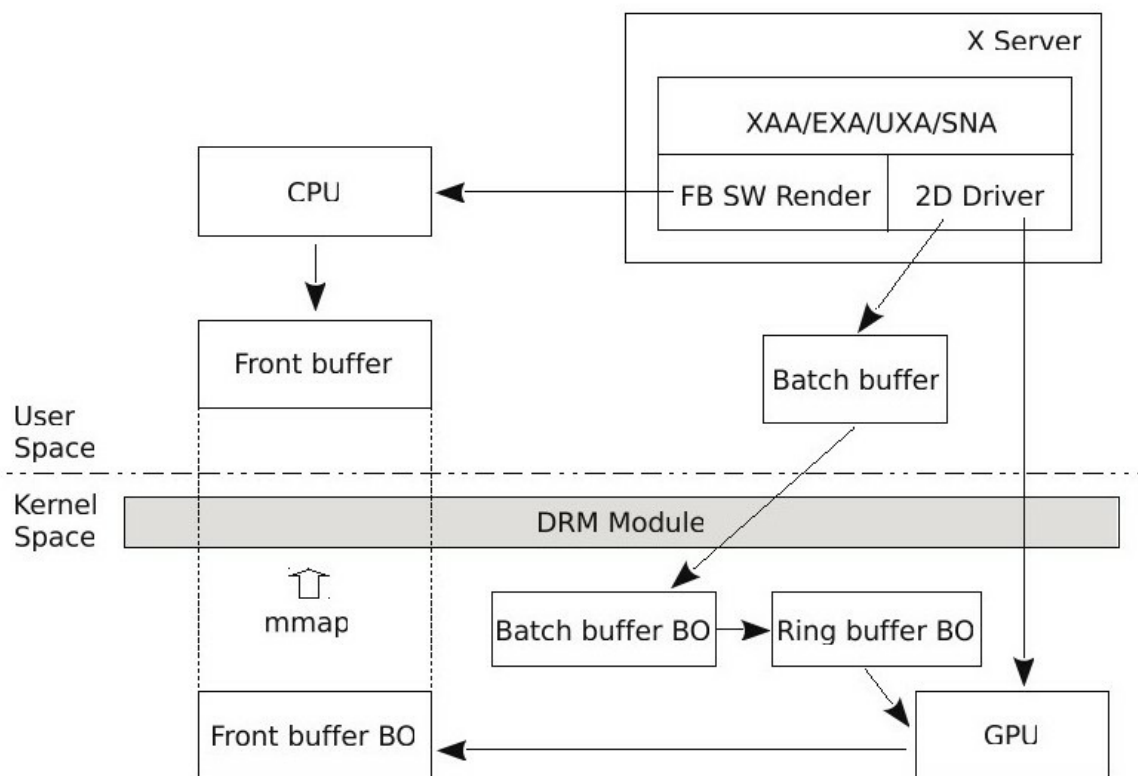 X Server
XAA/EXA/UXA/SNA
CPU
FB SW Render
2D Driver
Front buffer
Batch buffer
User
Space
Kernel
Space
DRM Module
mmap
Batch buffer BO
Ring buffer BO
Front buffer BO
GPU